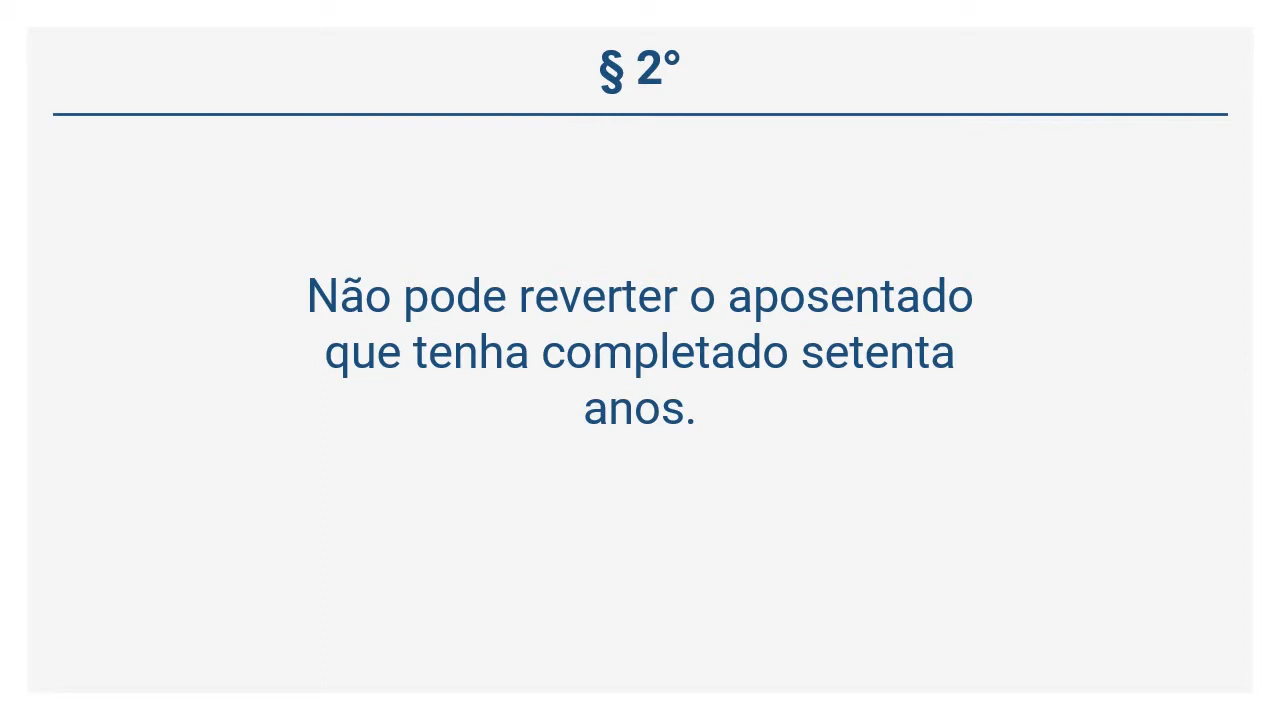 § 2°
Não pode reverter o aposentado
que tenha completado setenta
anos.